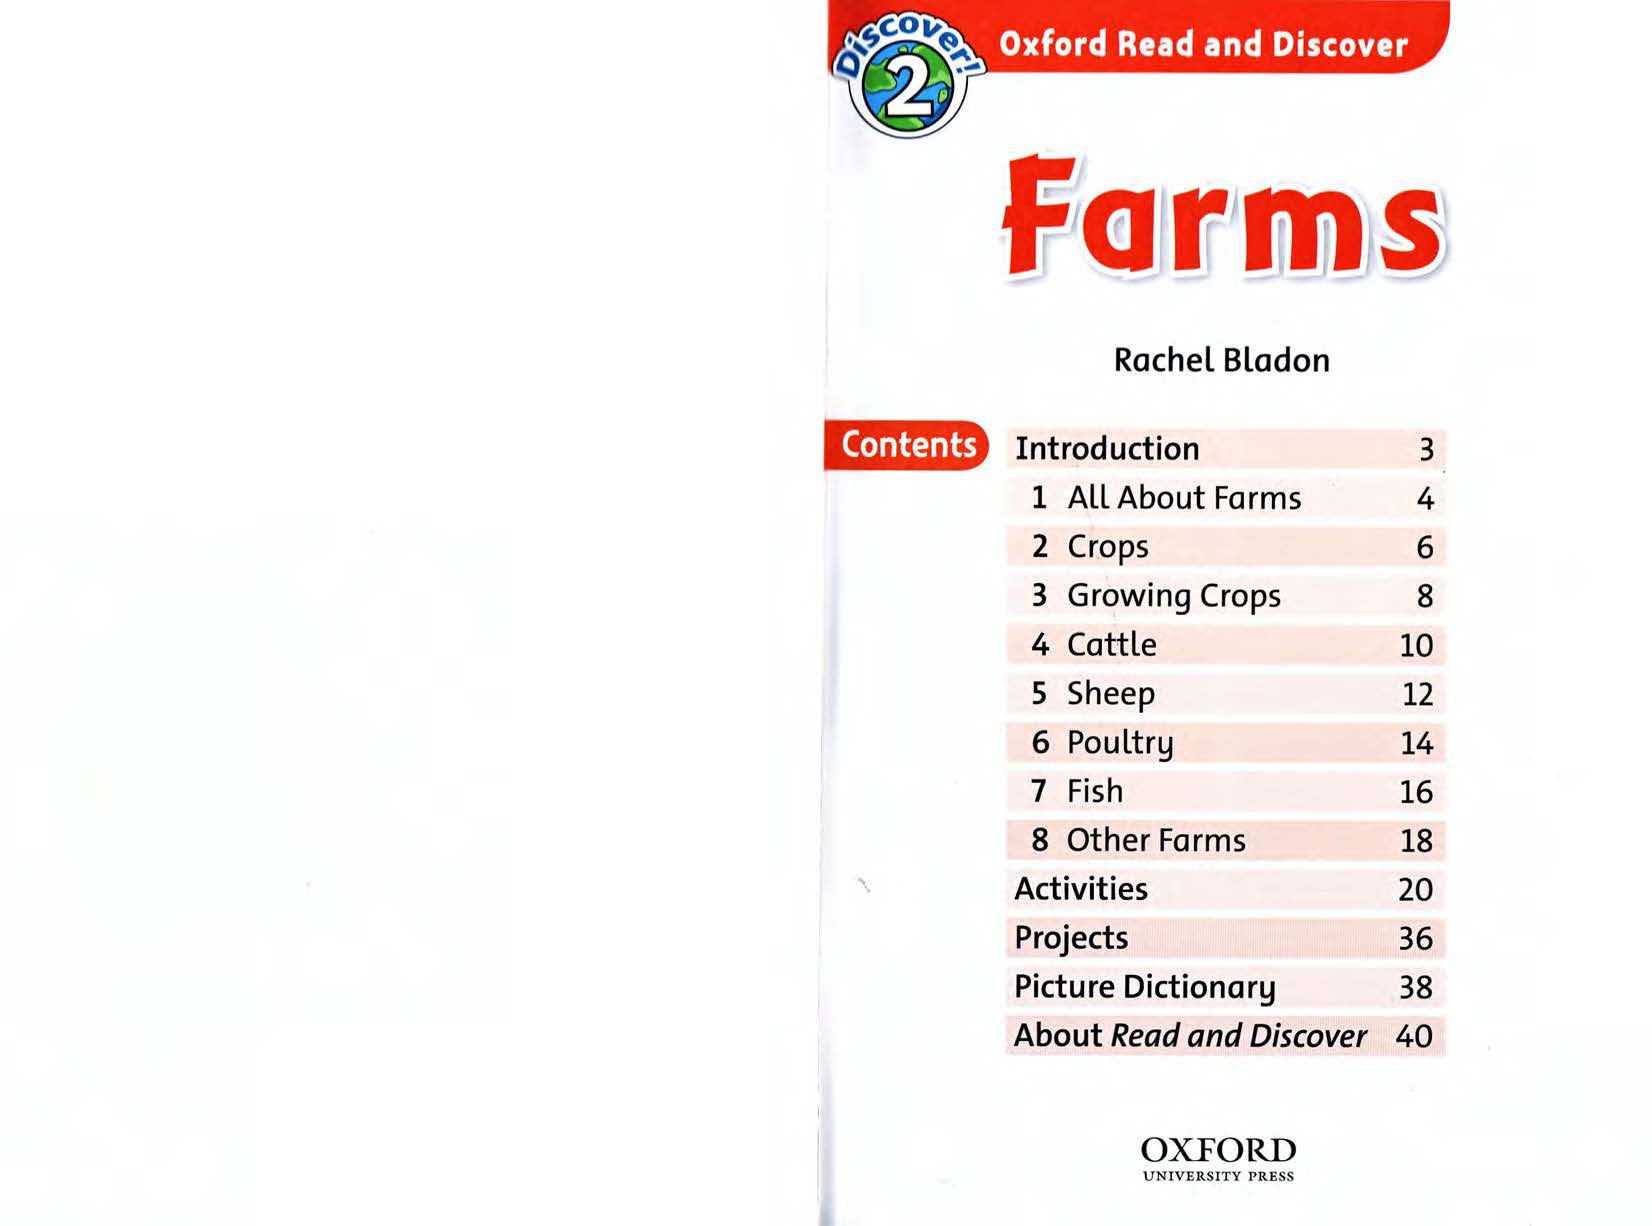 Discover!
2
Oxford Read and Discover
Farms
Rachel Bladon
Contents
Introduction 3
1 All About Farms 4
2 Crops 6
3 Growing Crops 8
4 Cattle 10
5 Sheep 12
6 Poultry 14
7 Fish 16
8 Other Farms 18
Activities 20
Projects 36
Picture Dictionary 38
About Read and Discover 40
OXFORD
UNIVERSITY PRESS